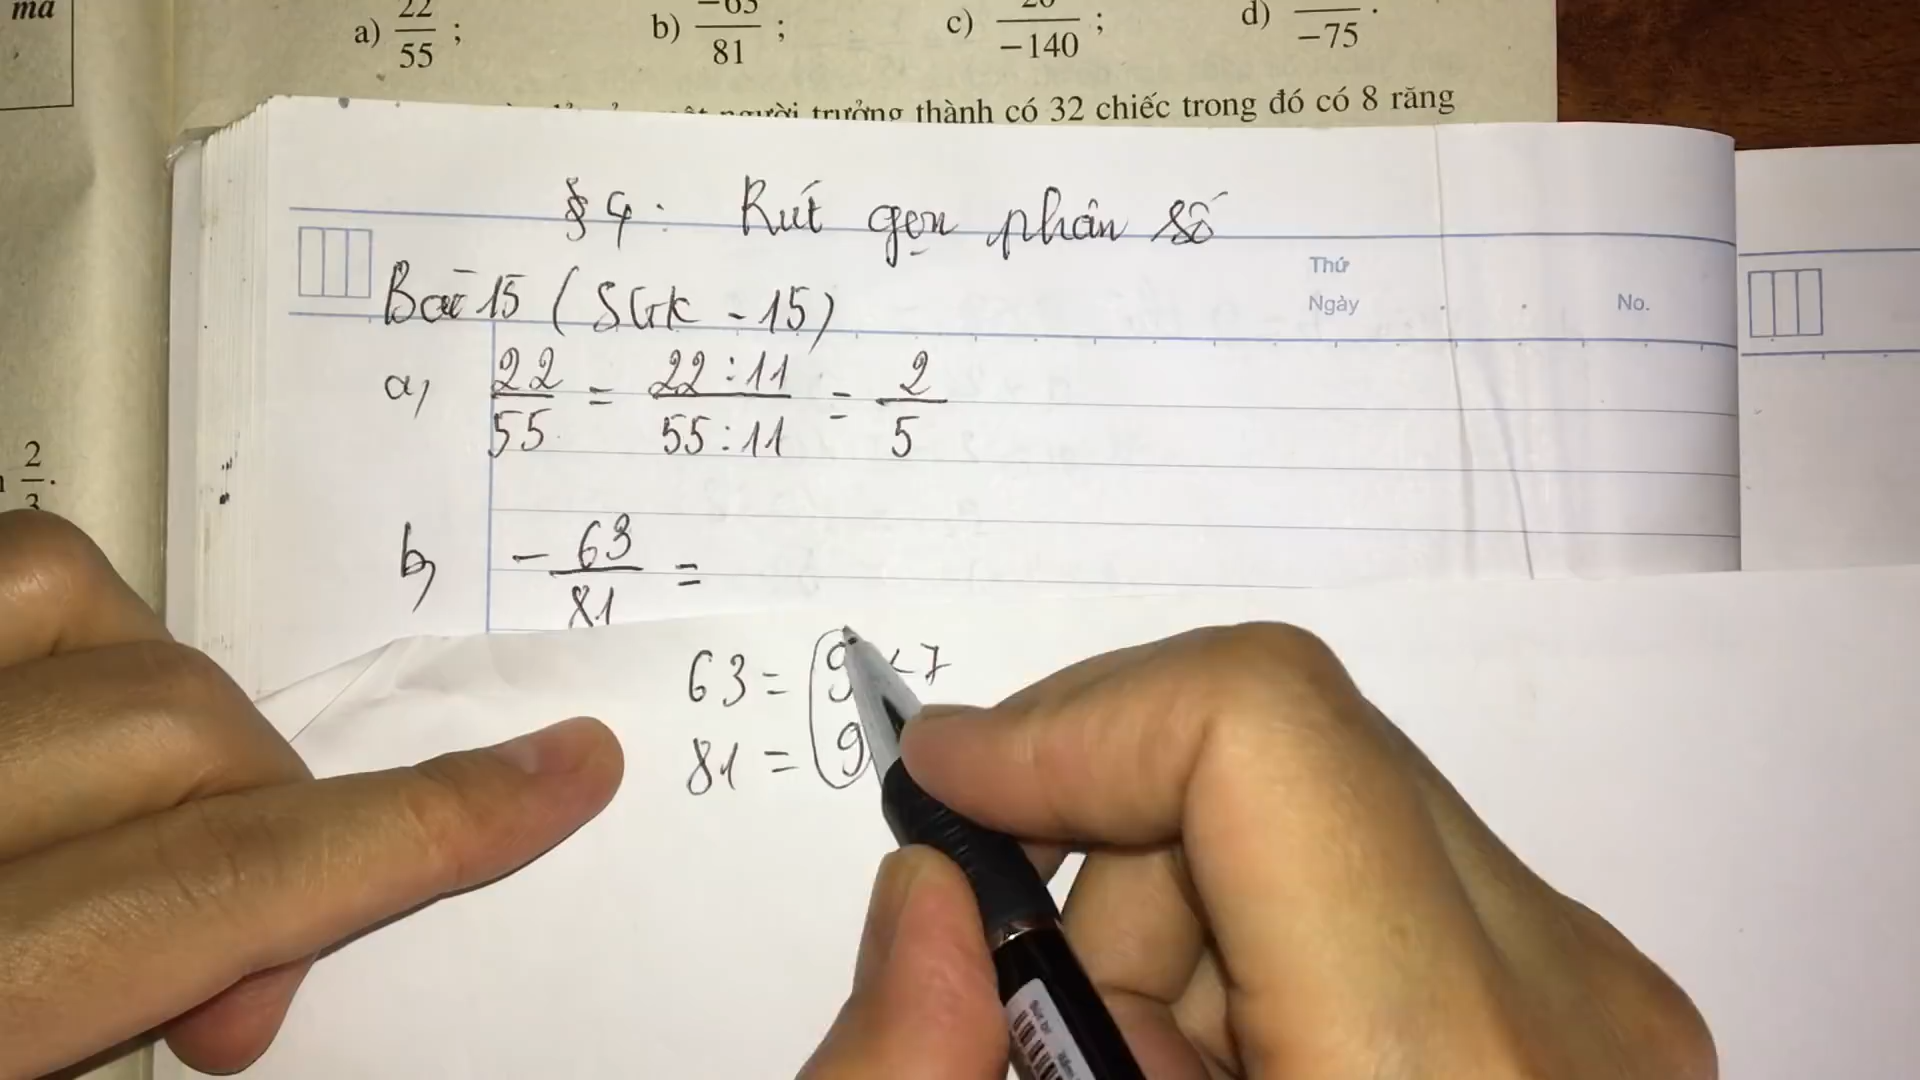 mà
a) 22/55 ; b) −63/81 ; c) 20/−140 ; d) /−75 .
người trưởng thành có 32 chiếc trong đó có 8 răng
§4: Rút gọn phân số
Thứ
Bài 15 (SGK - 15)
Ngày . . No.
a, 22/55 = 22:11/55:11 = 2/5
2/3.
b, -63/81 =
63 = 9 × 7
81 = 9